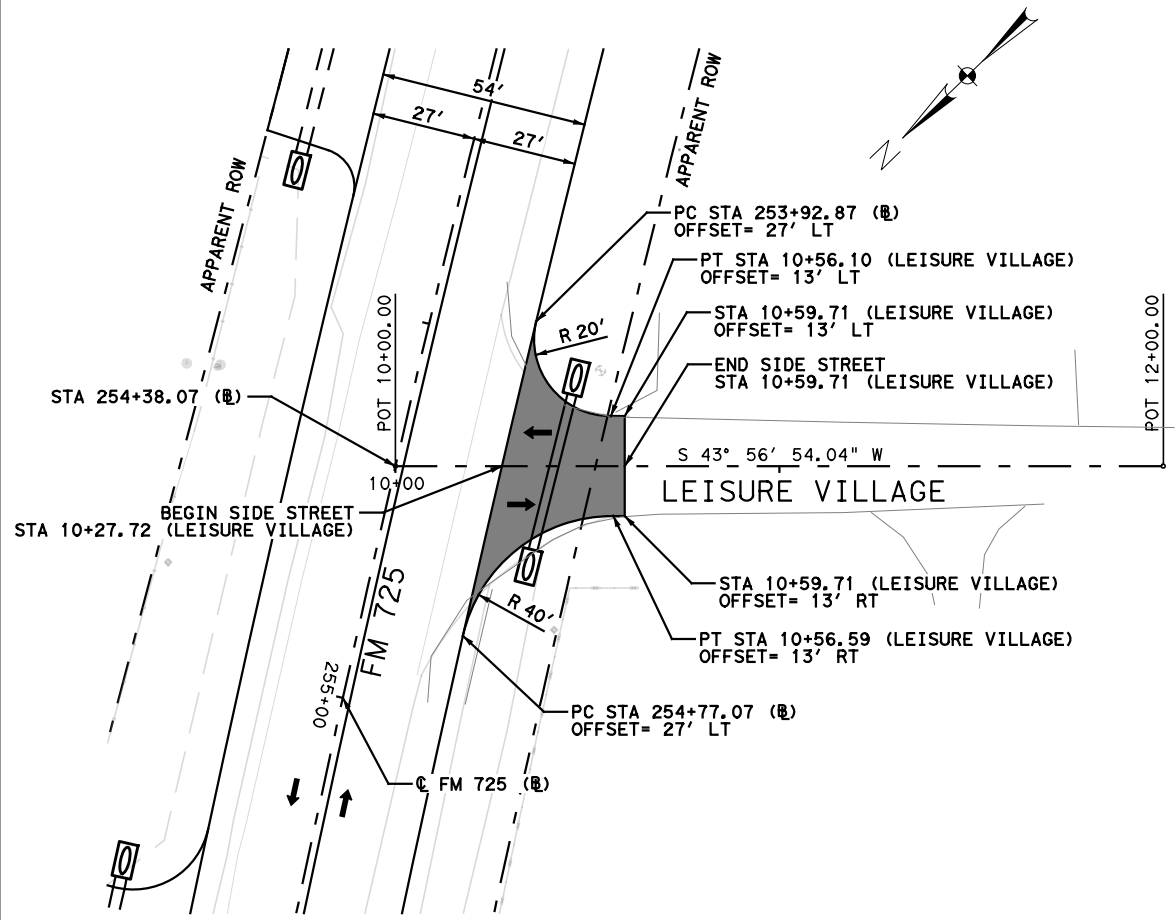 54'
27'
27'
APPARENT ROW
APPARENT ROW
N
PC STA 253+92.87 (BL)
OFFSET= 27' LT
PT STA 10+56.10 (LEISURE VILLAGE)
OFFSET= 13' LT
STA 10+59.71 (LEISURE VILLAGE)
OFFSET= 13' LT
END SIDE STREET
STA 10+59.71 (LEISURE VILLAGE)
R 20'
POT 10+00.00
POT 12+00.00
STA 254+38.07 (BL)
S 43° 56' 54.04" W
10+00
LEISURE VILLAGE
BEGIN SIDE STREET
STA 10+27.72 (LEISURE VILLAGE)
STA 10+59.71 (LEISURE VILLAGE)
OFFSET= 13' RT
R 40'
PT STA 10+56.59 (LEISURE VILLAGE)
OFFSET= 13' RT
FM 725
255+00
PC STA 254+77.07 (BL)
OFFSET= 27' LT
CL FM 725 (BL)